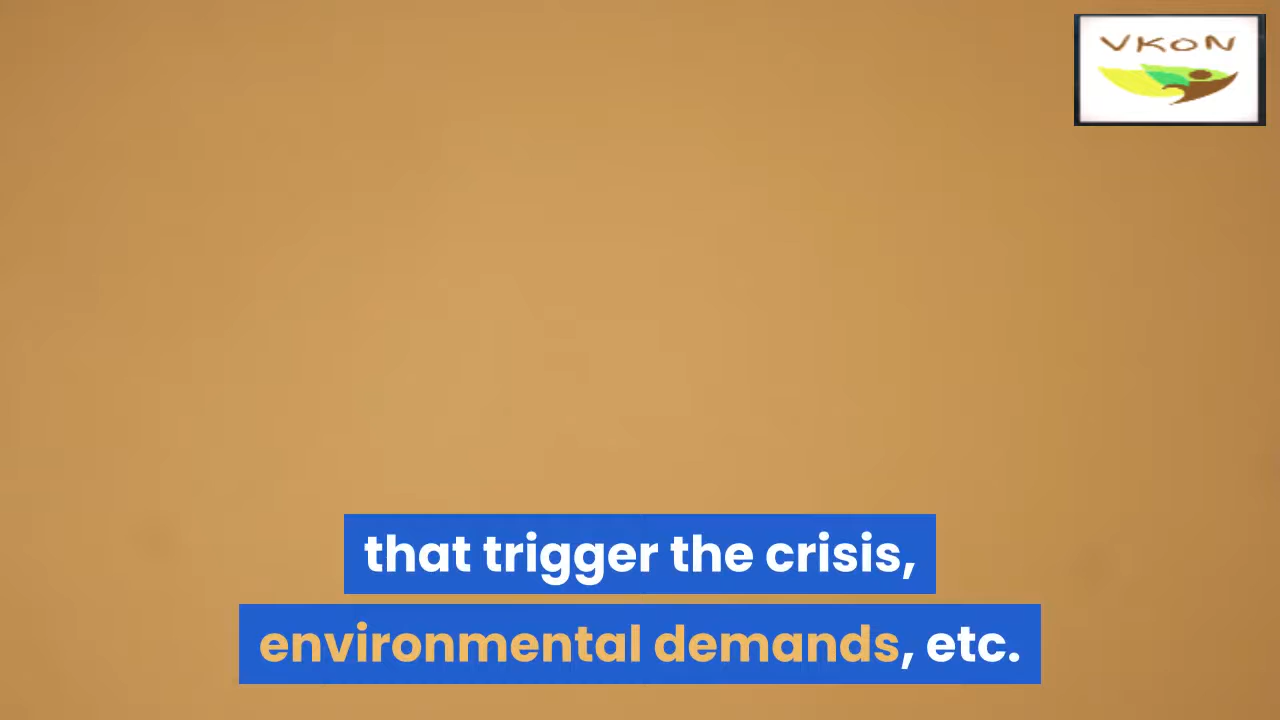 VKON
that trigger the crisis,
environmental demands, etc.